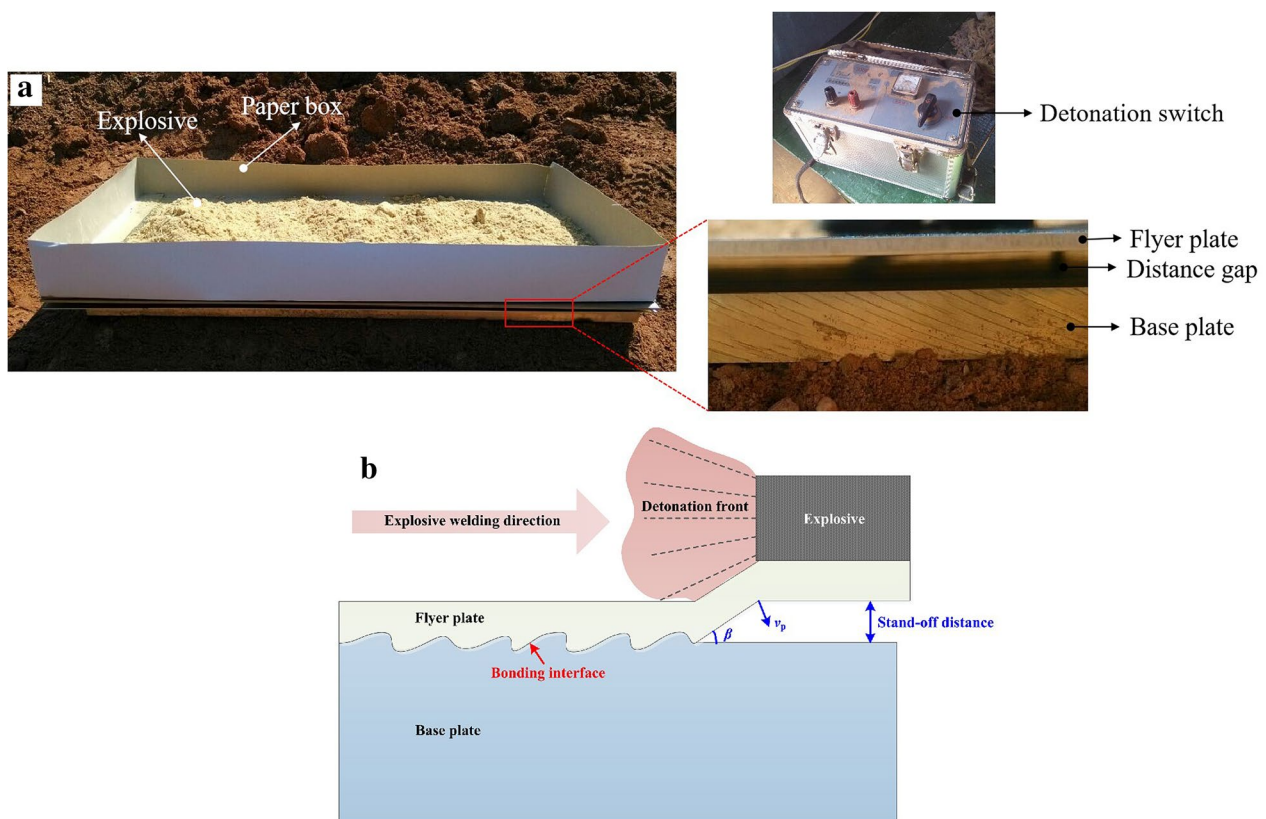 a
Explosive
Paper box
Detonation switch
Flyer plate
Distance gap
Base plate
b
Explosive welding direction
Detonation front
Explosive
Flyer plate
β
vp
Stand-off distance
Bonding interface
Base plate